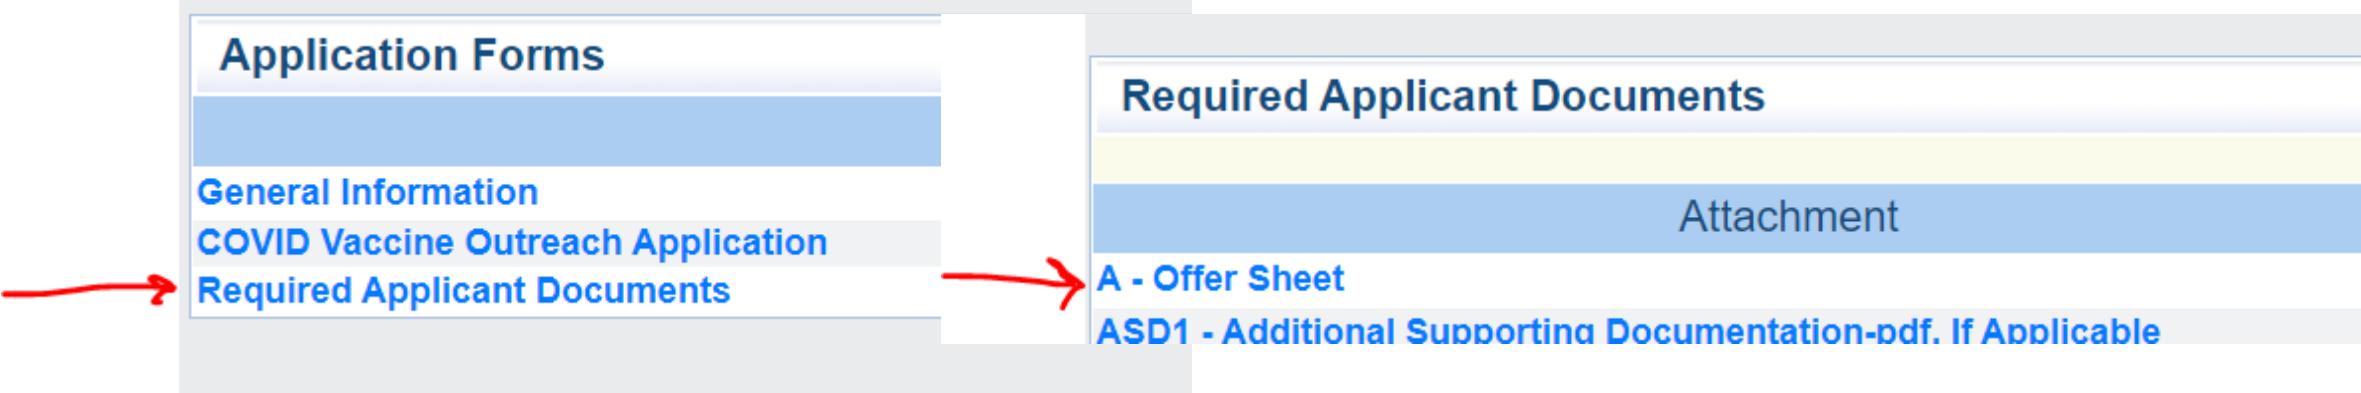 Application Forms
General Information
COVID Vaccine Outreach Application
Required Applicant Documents
Required Applicant Documents
Attachment
A - Offer Sheet
ASD1 - Additional Supporting Documentation-pdf, If Applicable